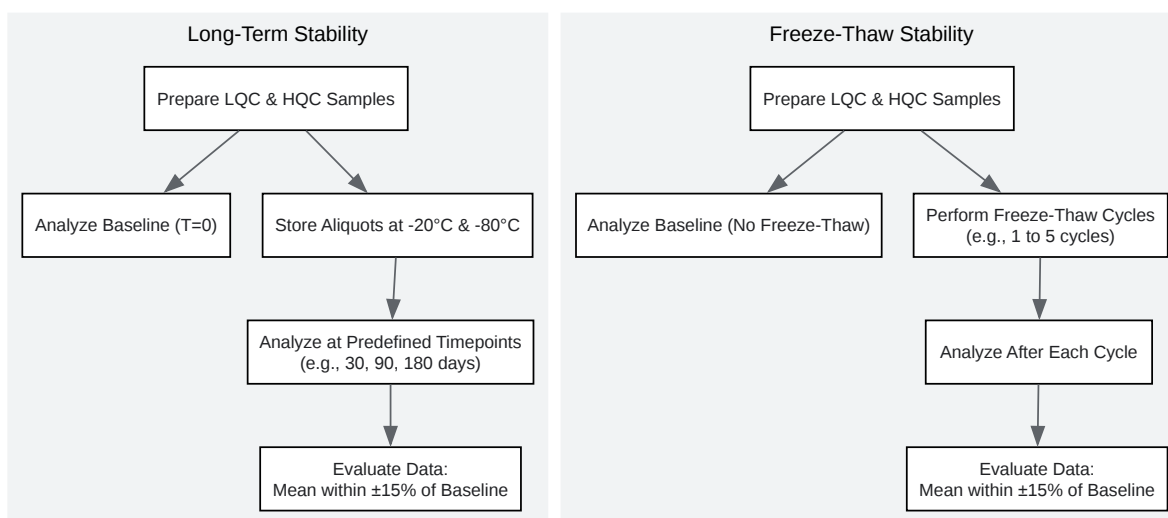 Long-Term Stability
Prepare LQC & HQC Samples
Analyze Baseline (T=0)
Store Aliquots at -20°C & -80°C
Analyze at Predefined Timepoints
(e.g., 30, 90, 180 days)
Evaluate Data:
Mean within ±15% of Baseline
Freeze-Thaw Stability
Prepare LQC & HQC Samples
Analyze Baseline (No Freeze-Thaw)
Perform Freeze-Thaw Cycles
(e.g., 1 to 5 cycles)
Analyze After Each Cycle
Evaluate Data:
Mean within ±15% of Baseline